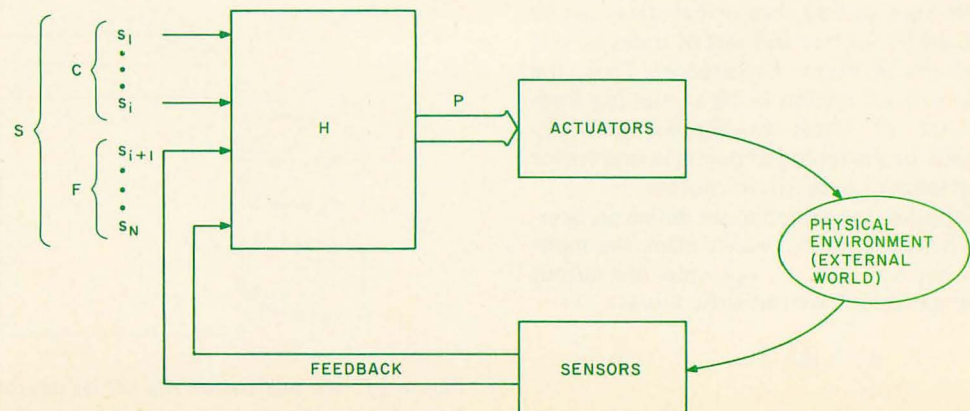 S
C
s1
si
F
si+1
sN
H
P
ACTUATORS
PHYSICAL
ENVIRONMENT
(EXTERNAL
WORLD)
FEEDBACK
SENSORS